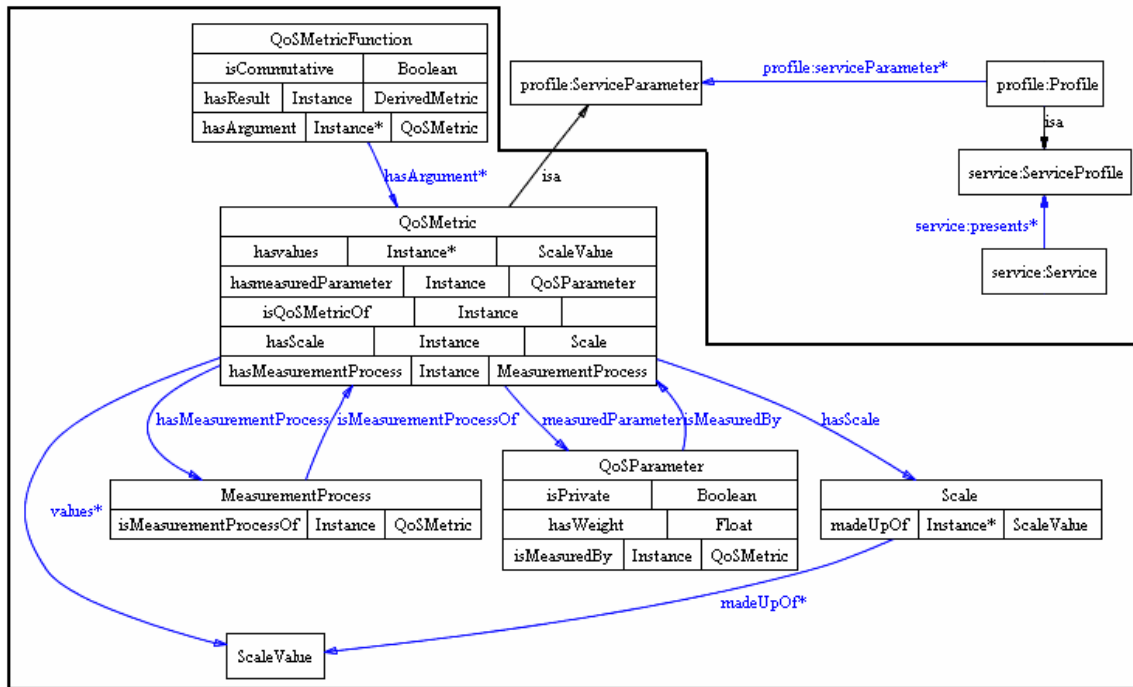 QoSMetricFunction
isCommutative Boolean
hasResult Instance DerivedMetric
hasArgument Instance* QoSMetric
profile:ServiceParameter
profile:serviceParameter*
profile:Profile
isa
service:ServiceProfile
service:presents*
service:Service
hasArgument*
isa
QoSMetric
hasvalues Instance* ScaleValue
hasmeasuredParameter Instance QoSParameter
isQoSMetricOf Instance
hasScale Instance Scale
hasMeasurementProcess Instance MeasurementProcess
hasMeasurementProcess isMeasurementProcessOf measuredParameter isMeasuredBy hasScale
QoSParameter
isPrivate Boolean
hasWeight Float
isMeasuredBy Instance QoSMetric
MeasurementProcess
isMeasurementProcessOf Instance QoSMetric
Scale
madeUpOf Instance* ScaleValue
values*
madeUpOf*
ScaleValue